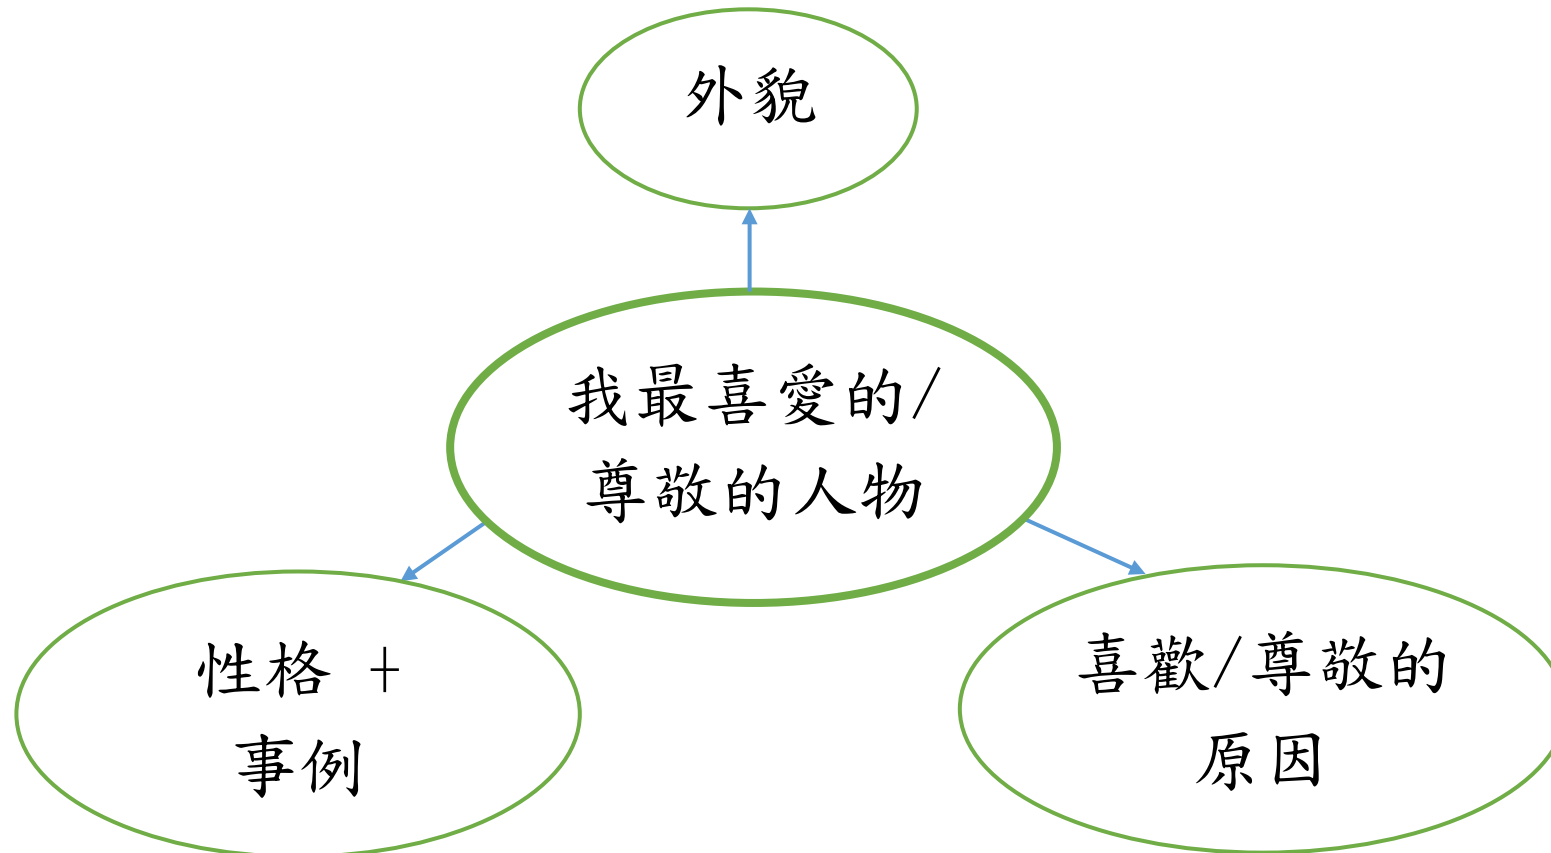 外貌
我最喜愛的/
尊敬的人物
性格 +
事例
喜歡/尊敬的
原因